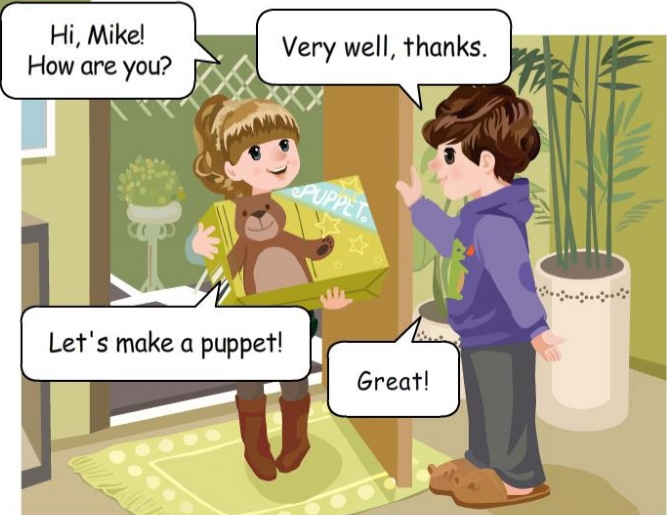 Hi, Mike!
How are you?
Very well, thanks.
PUPPET
Let's make a puppet!
Great!